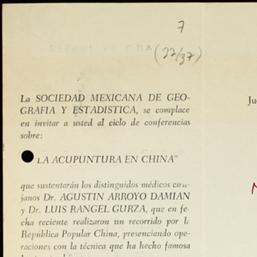 7
(22/37)
La SOCIEDAD MEXICANA DE GEO-
GRAFIA Y ESTADISTICA, se complace
en invitar a usted al ciclo de conferencias
sobre:
LA ACUPUNTURA EN CHINA"
que sustentarán los distinguidos médicos ciru-
janos Dr. AGUSTIN ARROYO DAMIAN
y Dr. LUIS RANGEL GURZA, que en fe-
cha reciente realizaron un recorrido por la
República Popular China, presenciando ope-
raciones con la técnica que ha hecho famosa
Ju